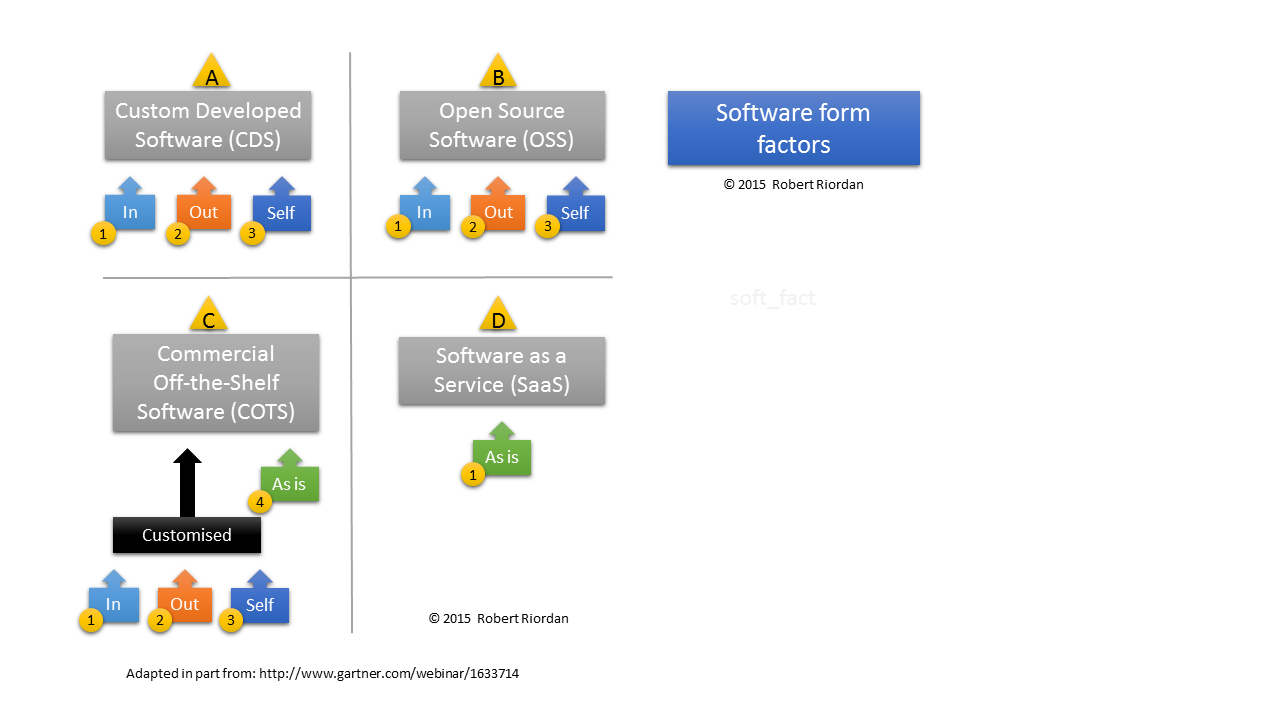 A
Custom Developed
Software (CDS)
In
Out
Self
1
2
3
B
Open Source
Software (OSS)
In
Out
Self
1
2
3
Software form
factors
© 2015 Robert Riordan
soft_fact
C
Commercial
Off-the-Shelf
Software (COTS)
As is
4
Customised
In
Out
Self
1
2
3
D
Software as a
Service (SaaS)
As is
1
© 2015 Robert Riordan
Adapted in part from: http://www.gartner.com/webinar/1633714